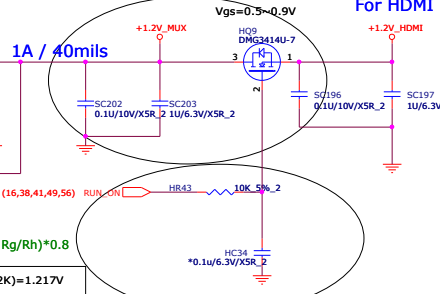 For HDMI
Vgs=0.5~0.9V
+1.2V_MUX
+1.2V_HDMI
HQ9
DMG3414U-7
1A / 40mils
3
1
2
SC202
0.1U/10V/X5R_2
SC203
1U/6.3V/X5R_2
SC196
0.1U/10V/X5R_2
SC197
1U/6.3V
(16,38,41,49,56)
RUN_ON
HR43
10K_5%_2
Rg/Rh)*0.8
HC34
*0.1u/6.3V/X5R_2
2K)=1.217V